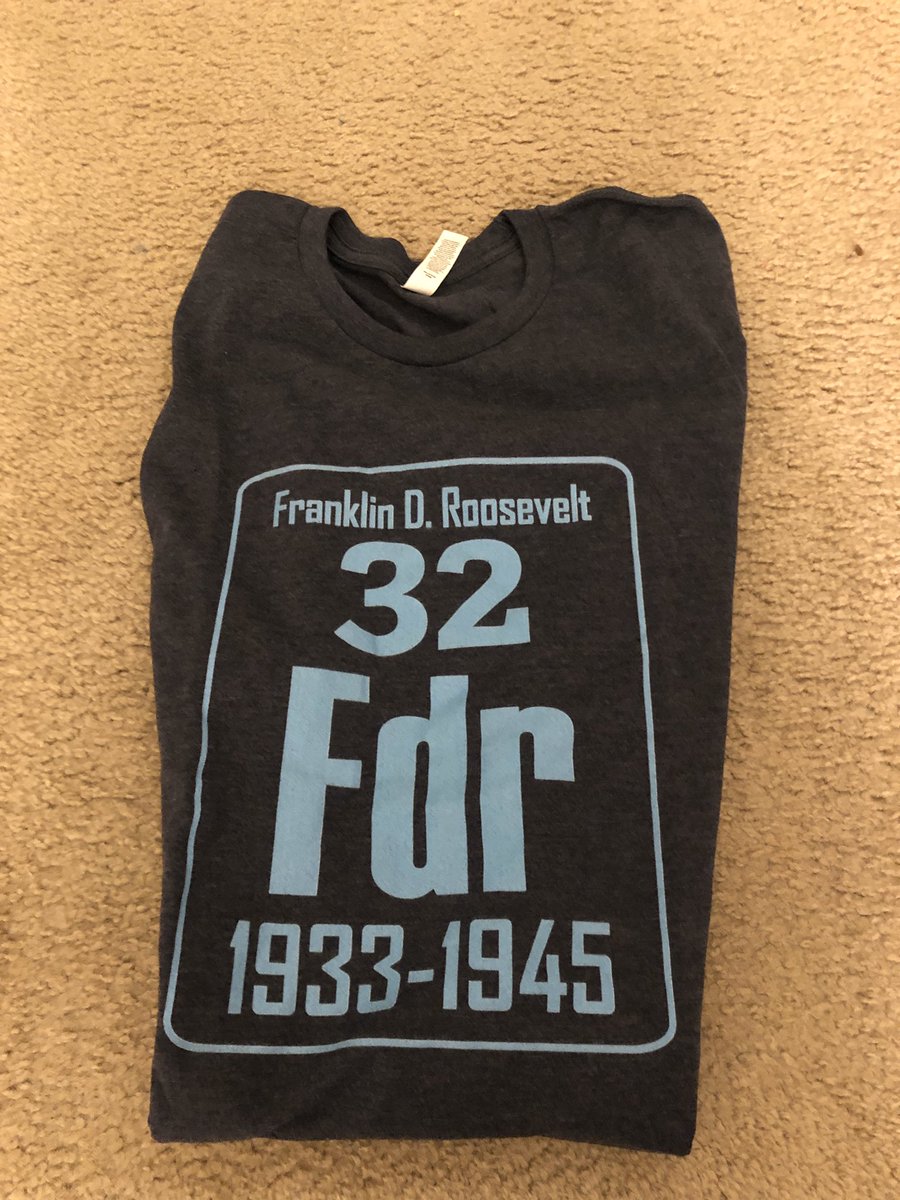 Franklin D. Roosevelt
32
Fdr
1933-1945